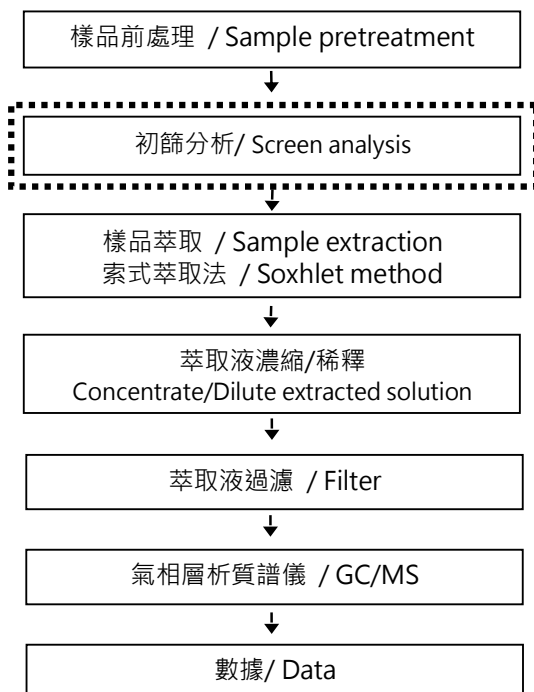 樣品前處理 / Sample pretreatment
初篩分析/ Screen analysis
樣品萃取 / Sample extraction
索式萃取法 / Soxhlet method
萃取液濃縮/稀釋
Concentrate/Dilute extracted solution
萃取液過濾 / Filter
氣相層析質譜儀 / GC/MS
數據/ Data